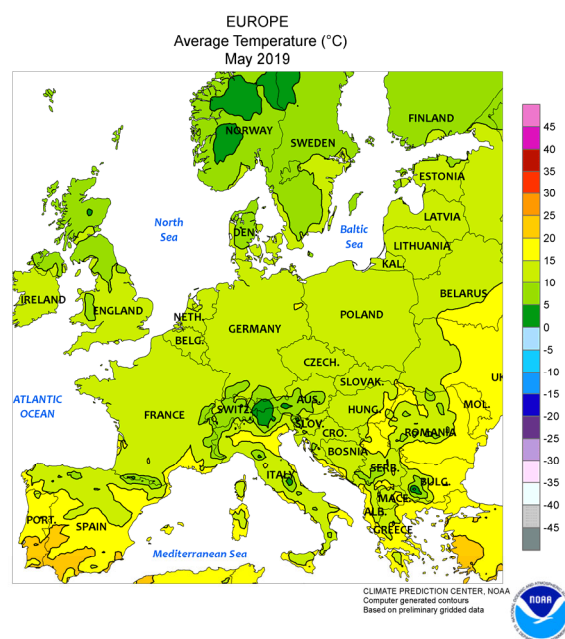 EUROPE
Average Temperature (°C)
May 2019
FINLAND
NORWAY
SWEDEN
ESTONIA
North
Sea
LATVIA
DEN.
Baltic
Sea
LITHUANIA
KAL.
IRELAND
ENGLAND
NETH.
BELG.
GERMANY
POLAND
BELARUS
CZECH.
SLOVAK.
UK
ATLANTIC
OCEAN
FRANCE
SWITZ.
AUS.
HUNG.
MOL.
SLOV.
CRO.
ROMANIA
BOSNIA
ITALY
SERB.
BULG.
MACE.
ALB.
GREECE
PORT.
SPAIN
Mediterranean Sea
45
40
35
30
25
20
15
10
5
0
-5
-10
-15
-20
-25
-30
-35
-40
-45
CLIMATE PREDICTION CENTER, NOAA
Computer generated contours
Based on preliminary gridded data
NOAA